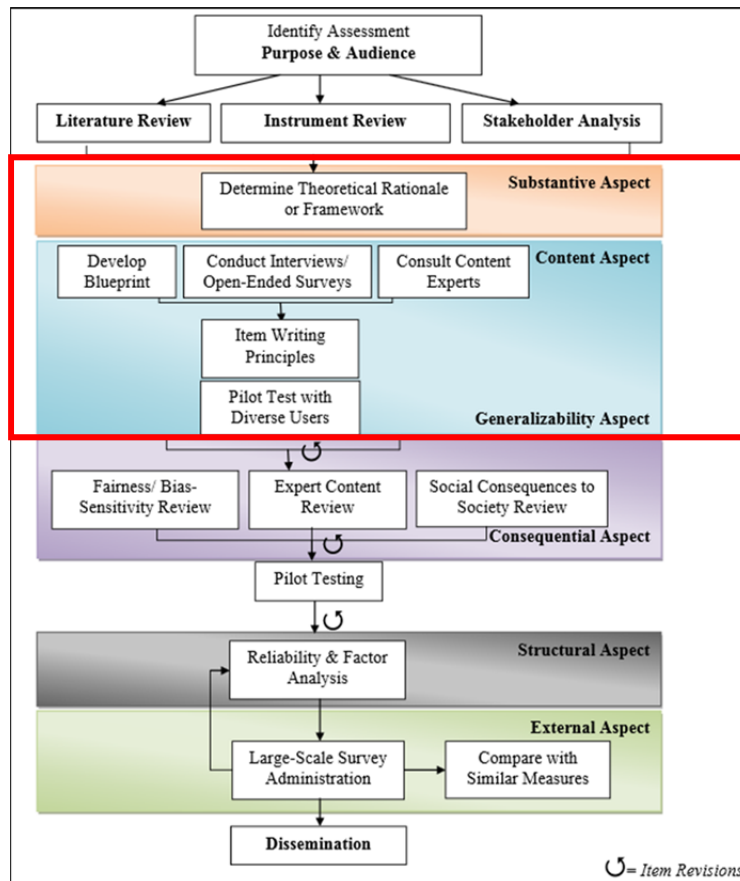 Identify Assessment
Purpose & Audience
Literature Review
Instrument Review
Stakeholder Analysis
Substantive Aspect
Determine Theoretical Rationale
or Framework
Content Aspect
Develop
Blueprint
Conduct Interviews/
Open-Ended Surveys
Consult Content
Experts
Item Writing
Principles
Pilot Test with
Diverse Users
Generalizability Aspect
Fairness/ Bias-
Sensitivity Review
Expert Content
Review
Social Consequences to
Society Review
Consequential Aspect
Pilot Testing
Structural Aspect
Reliability & Factor
Analysis
External Aspect
Large-Scale Survey
Administration
Compare with
Similar Measures
Dissemination
↺= Item Revisions